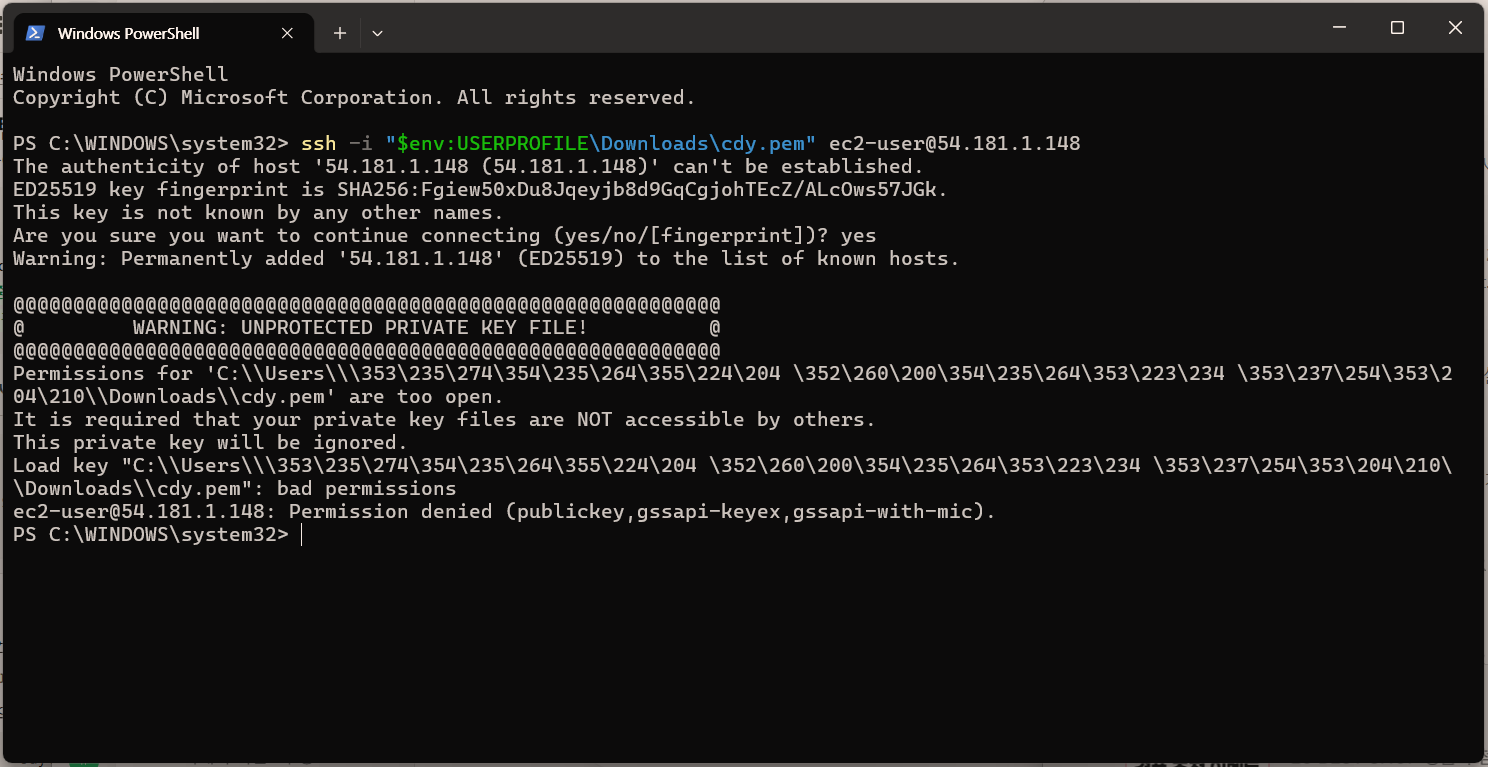 Windows PowerShell
Windows PowerShell
Copyright (C) Microsoft Corporation. All rights reserved.
PS C:\WINDOWS\system32> ssh -i "$env:USERPROFILE\Downloads\cdy.pem" ec2-user@54.181.1.148
The authenticity of host '54.181.1.148 (54.181.1.148)' can't be established.
ED25519 key fingerprint is SHA256:Fgiew50xDu8Jqeyjb8d9GqCgjohTEcZ/ALcOws57JGk.
This key is not known by any other names.
Are you sure you want to continue connecting (yes/no/[fingerprint])? yes
Warning: Permanently added '54.181.1.148' (ED25519) to the list of known hosts.
@@@@@@@@@@@@@@@@@@@@@@@@@@@@@@@@@@@@@@@@@@@@@@@@@@@@@@@@@@@
@         WARNING: UNPROTECTED PRIVATE KEY FILE!          @
@@@@@@@@@@@@@@@@@@@@@@@@@@@@@@@@@@@@@@@@@@@@@@@@@@@@@@@@@@@
Permissions for 'C:\\Users\\\353\235\274\354\235\264\355\224\204 \352\260\200\354\235\264\353\223\234 \353\237\254\353\2
04\210\\Downloads\\cdy.pem' are too open.
It is required that your private key files are NOT accessible by others.
This private key will be ignored.
Load key "C:\\Users\\\353\235\274\354\235\264\355\224\204 \352\260\200\354\235\264\353\223\234 \353\237\254\353\204\210\
\Downloads\\cdy.pem": bad permissions
ec2-user@54.181.1.148: Permission denied (publickey,gssapi-keyex,gssapi-with-mic).
PS C:\WINDOWS\system32>